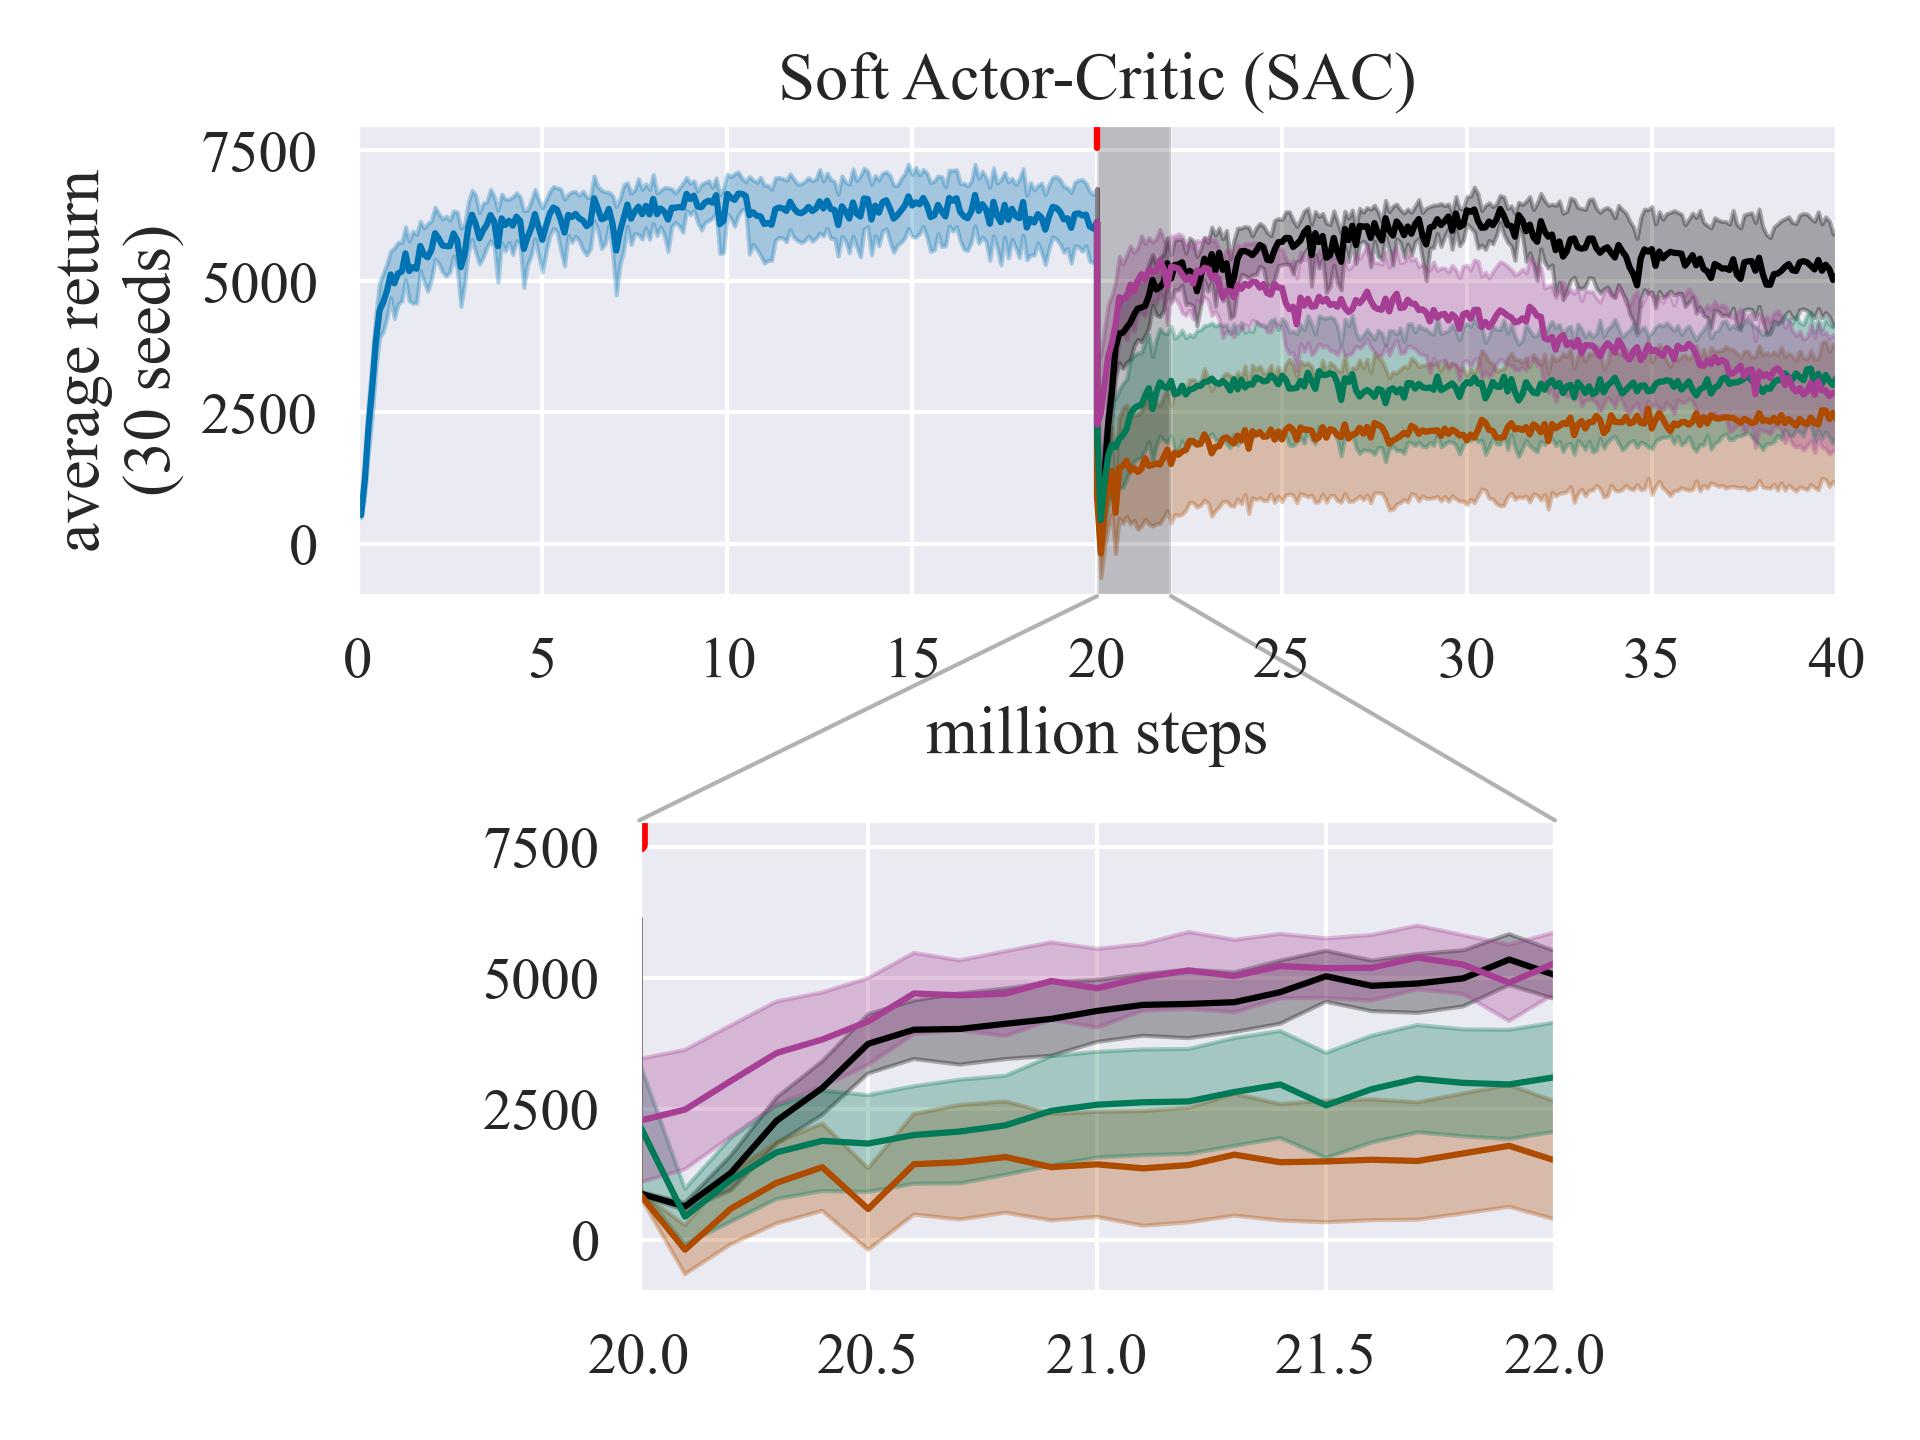 Soft Actor-Critic (SAC)
average return
(30 seeds)
7500
5000
2500
0
0 5 10 15 20 25 30 35 40
million steps
7500
5000
2500
0
20.0 20.5 21.0 21.5 22.0